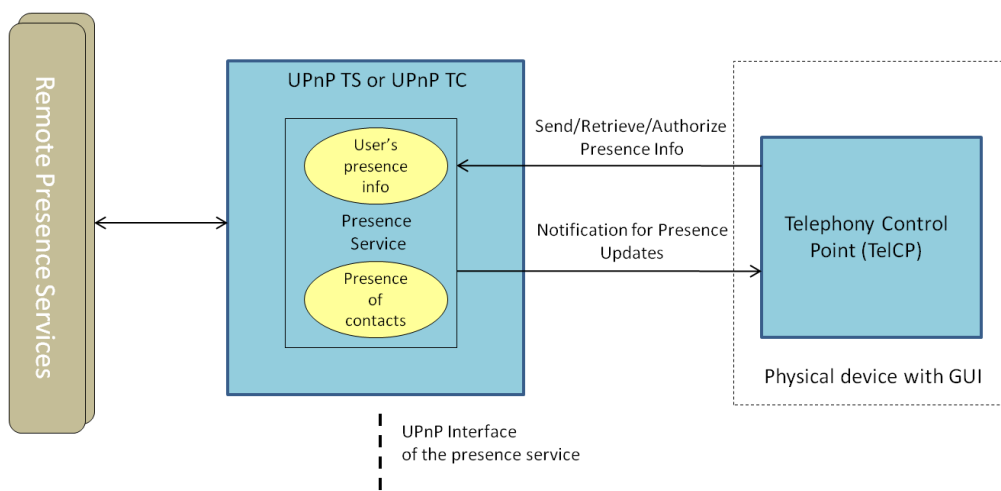 Remote Presence Services
UPnP TS or UPnP TC
User's
presence
info
Presence
Service
Presence
of
contacts
Send/Retrieve/Authorize
Presence Info
Notification for Presence
Updates
Telephony Control
Point (TelCP)
Physical device with GUI
UPnP Interface
of the presence service